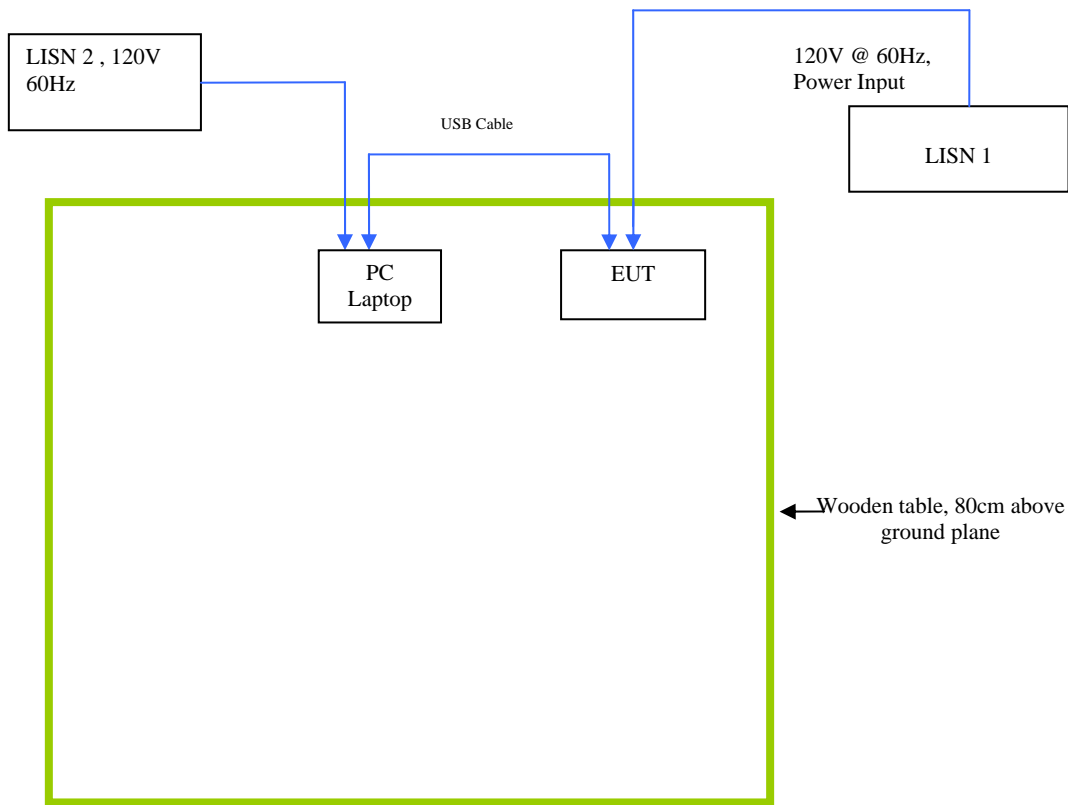 LISN 2 , 120V
60Hz
120V @ 60Hz,
Power Input
USB Cable
LISN 1
PC
Laptop
EUT
Wooden table, 80cm above
ground plane